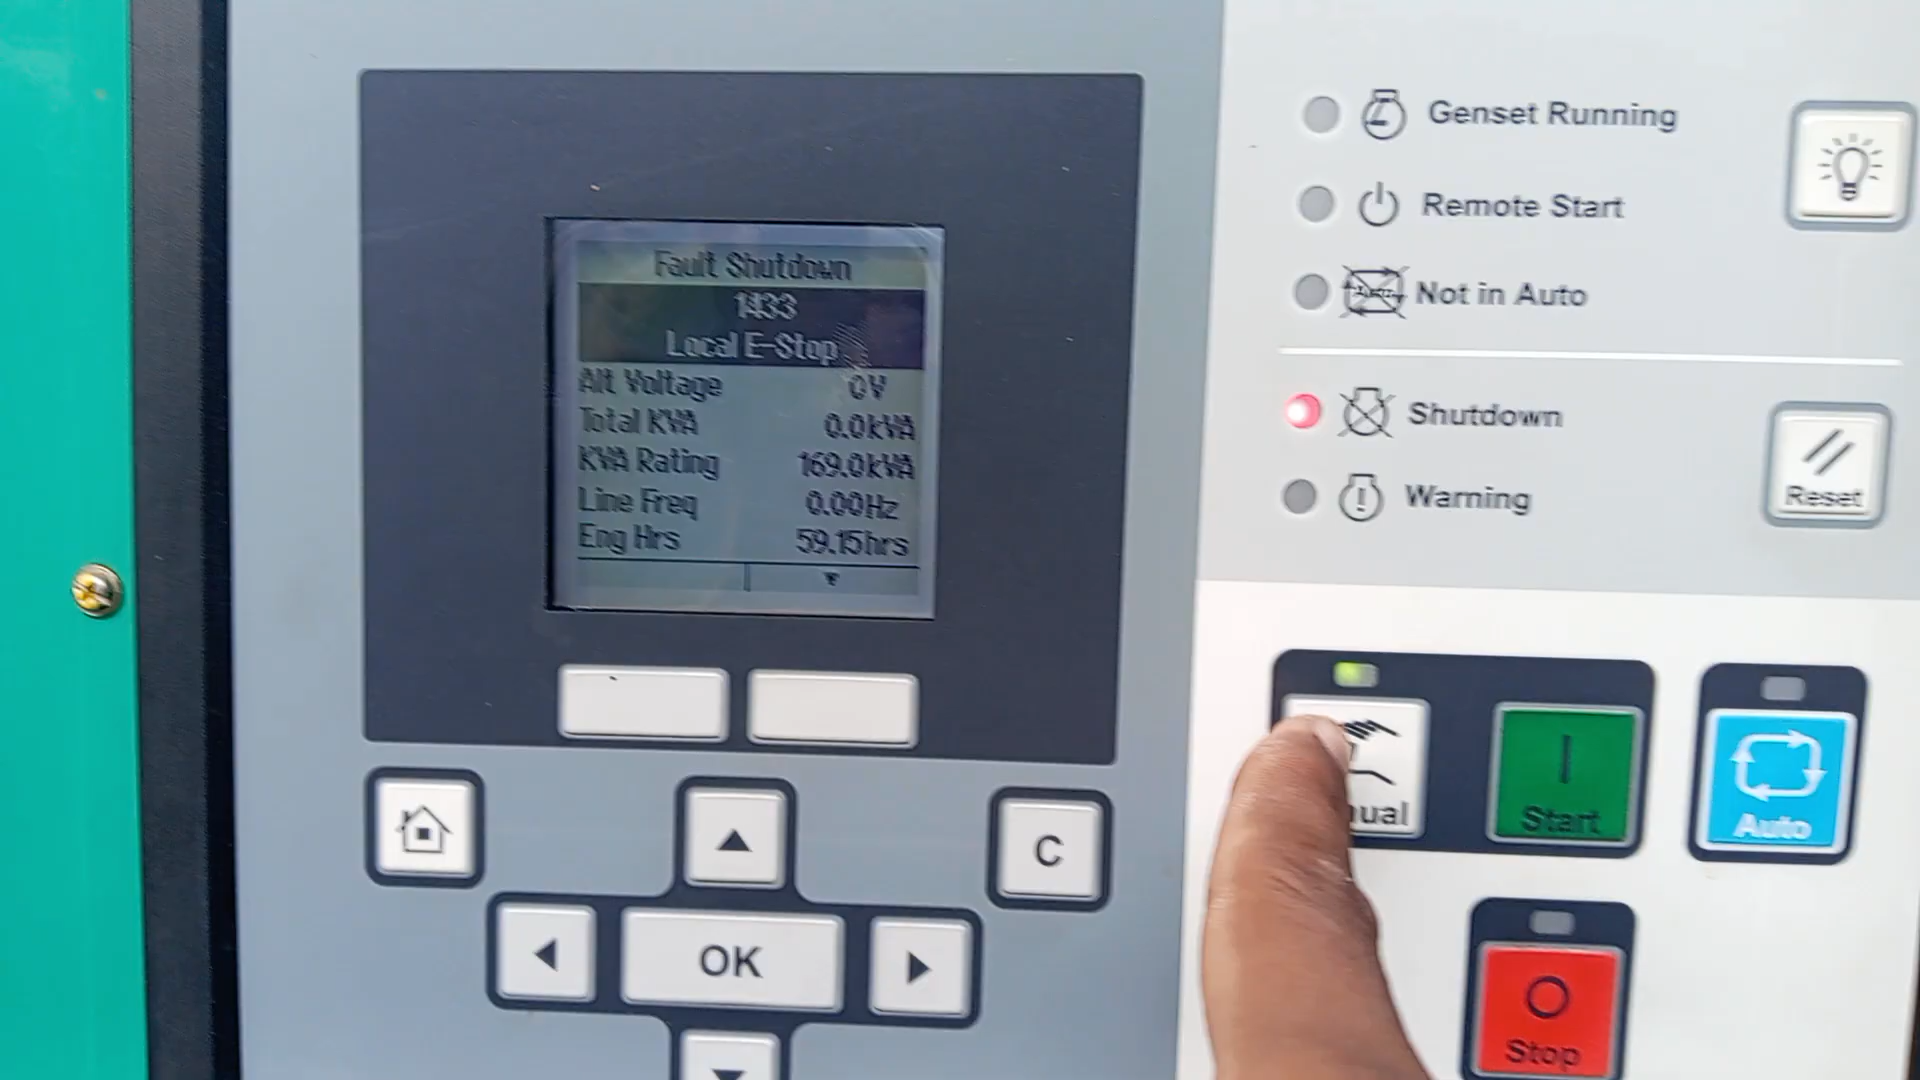 Fault Shutdown
1433
Local E-Stop
Alt Voltage 0V
Total KVA 0.0kVA
KVA Rating 169.0kVA
Line Freq 0.00Hz
Eng Hrs 59.15hrs
Genset Running
Remote Start
Not in Auto
Shutdown
Warning
Reset
Start
Auto
Stop
C
OK